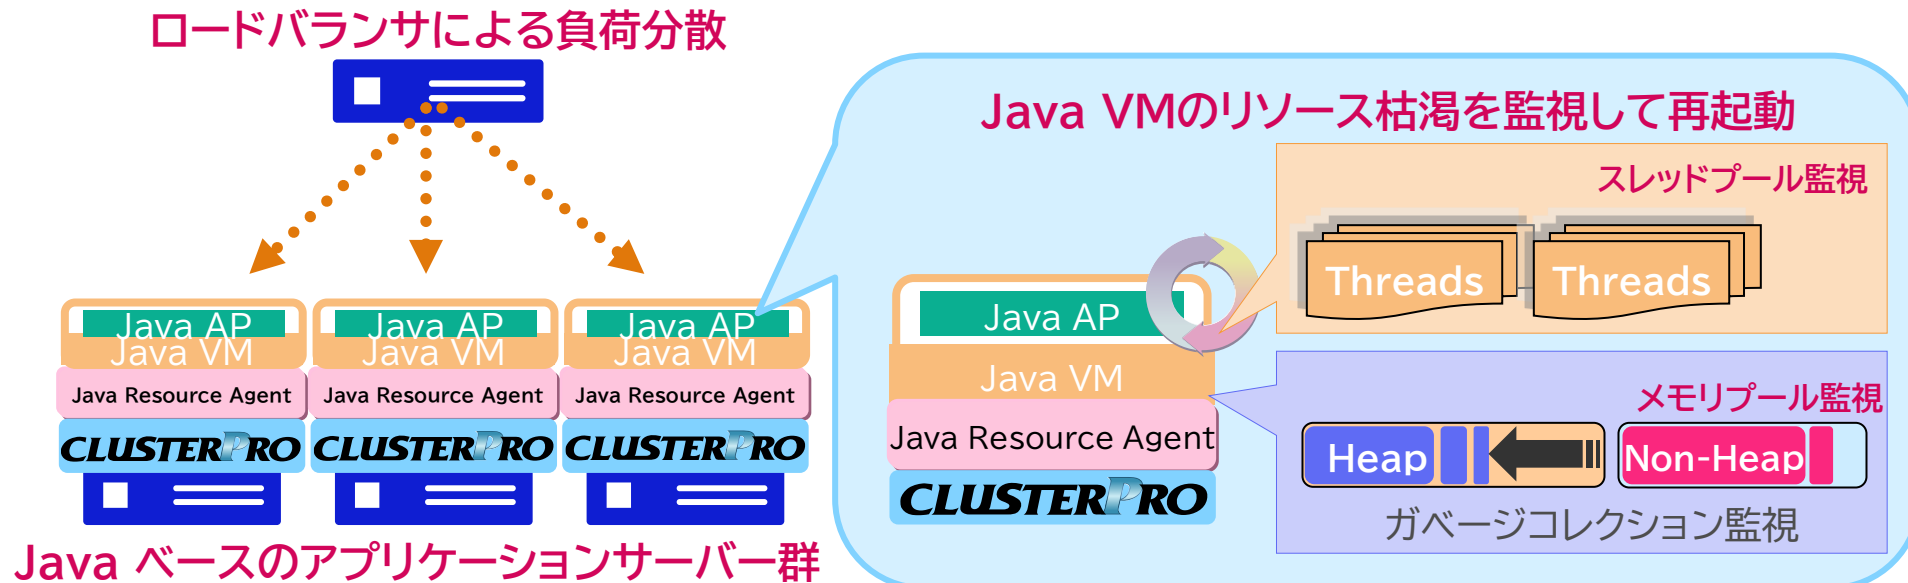 ロードバランサによる負荷分散
Java AP
Java VM
Java Resource Agent
CLUSTERPRO
Java AP
Java VM
Java Resource Agent
CLUSTERPRO
Java AP
Java VM
Java Resource Agent
CLUSTERPRO
Java ベースのアプリケーションサーバー群
Java VMのリソース枯渇を監視して再起動
Java AP
Java VM
Java Resource Agent
CLUSTERPRO
スレッドプール監視
Threads
Threads
メモリプール監視
Heap
Non-Heap
ガベージコレクション監視